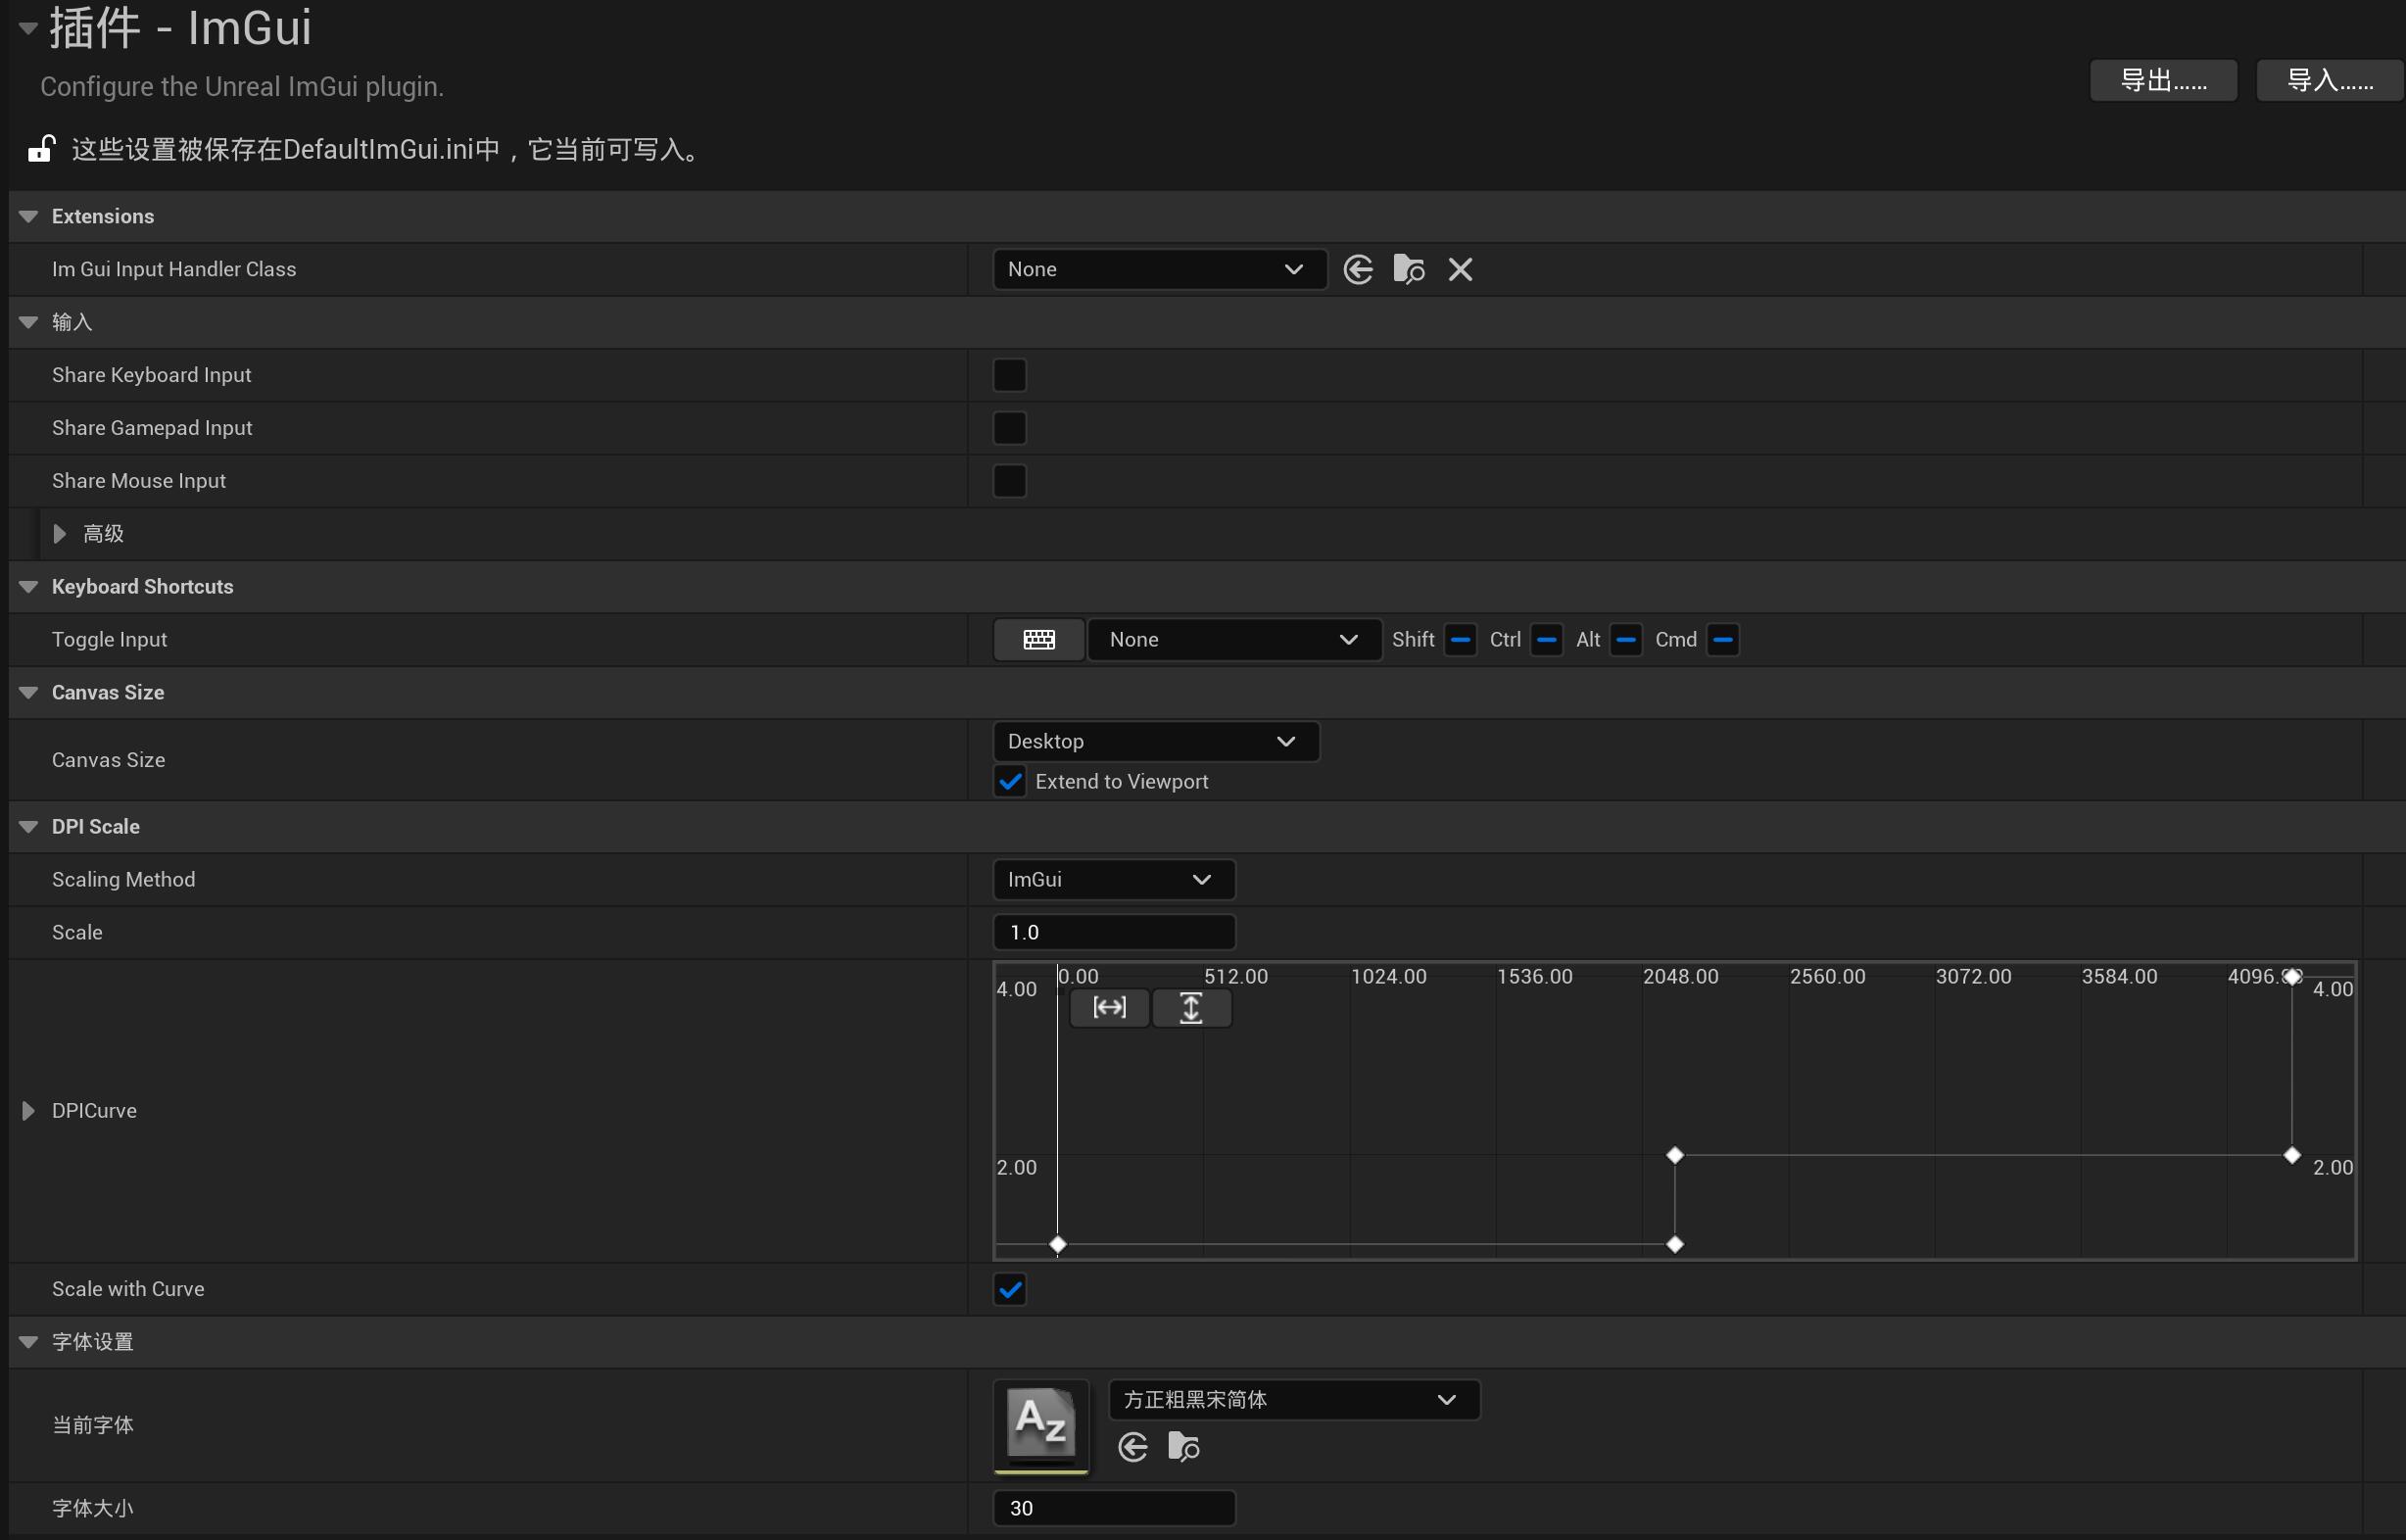 插件 - ImGui
Configure the Unreal ImGui plugin.
导出......
导入......
这些设置被保存在DefaultImGui.ini中，它当前可写入。
Extensions
Im Gui Input Handler Class
None
输入
Share Keyboard Input
Share Gamepad Input
Share Mouse Input
高级
Keyboard Shortcuts
Toggle Input
None
Shift
Ctrl
Alt
Cmd
Canvas Size
Canvas Size
Desktop
Extend to Viewport
DPI Scale
Scaling Method
ImGui
Scale
1.0
0.00 512.00 1024.00 1536.00 2048.00 2560.00 3072.00 3584.00 4096.
4.00 4.00
DPICurve
2.00 2.00
Scale with Curve
字体设置
当前字体
Az
方正粗黑宋简体
字体大小
30